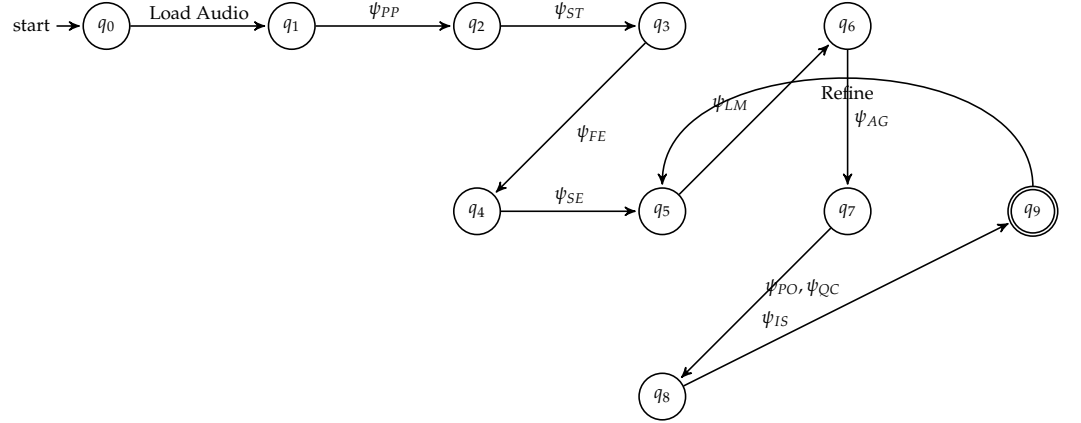 start
q0
Load Audio
q1
ψPP
q2
ψST
q3
q6
ψLM
Refine
ψAG
ψFE
q4
ψSE
q5
q7
q9
ψPO, ψQC
ψIS
q8